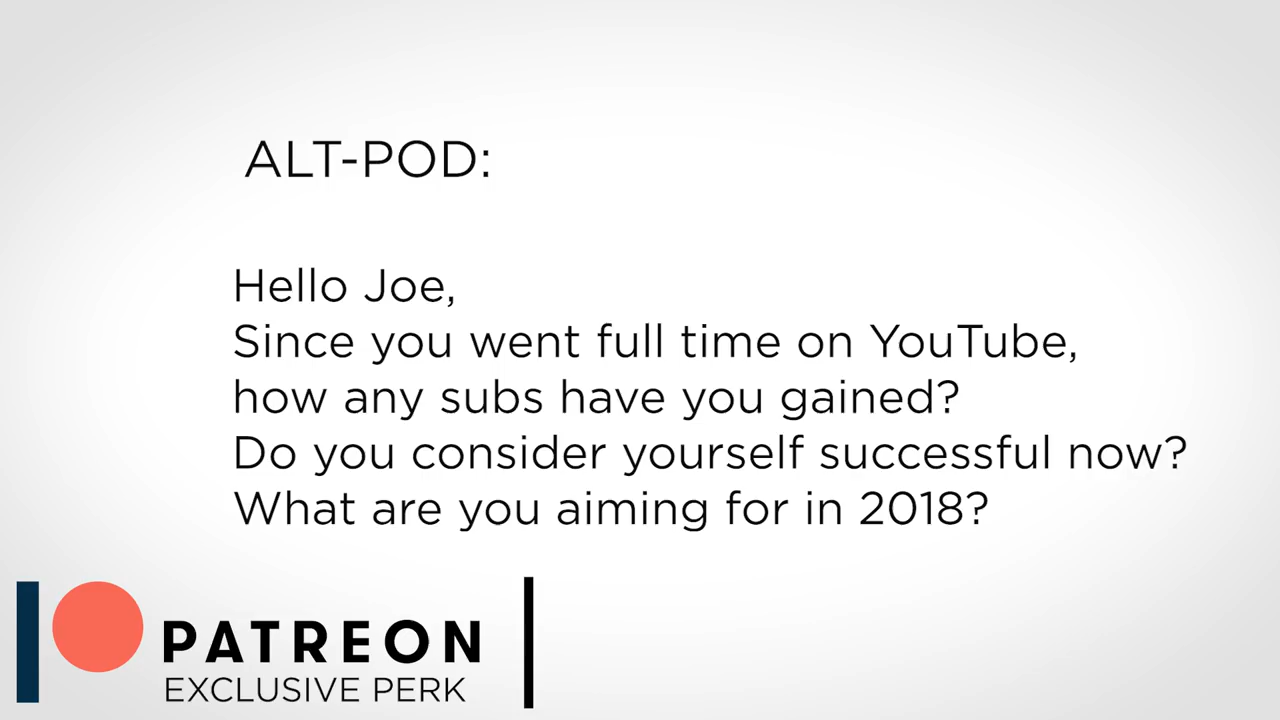 ALT-POD:
Hello Joe,
Since you went full time on YouTube,
how any subs have you gained?
Do you consider yourself successful now?
What are you aiming for in 2018?
PATREON
EXCLUSIVE PERK